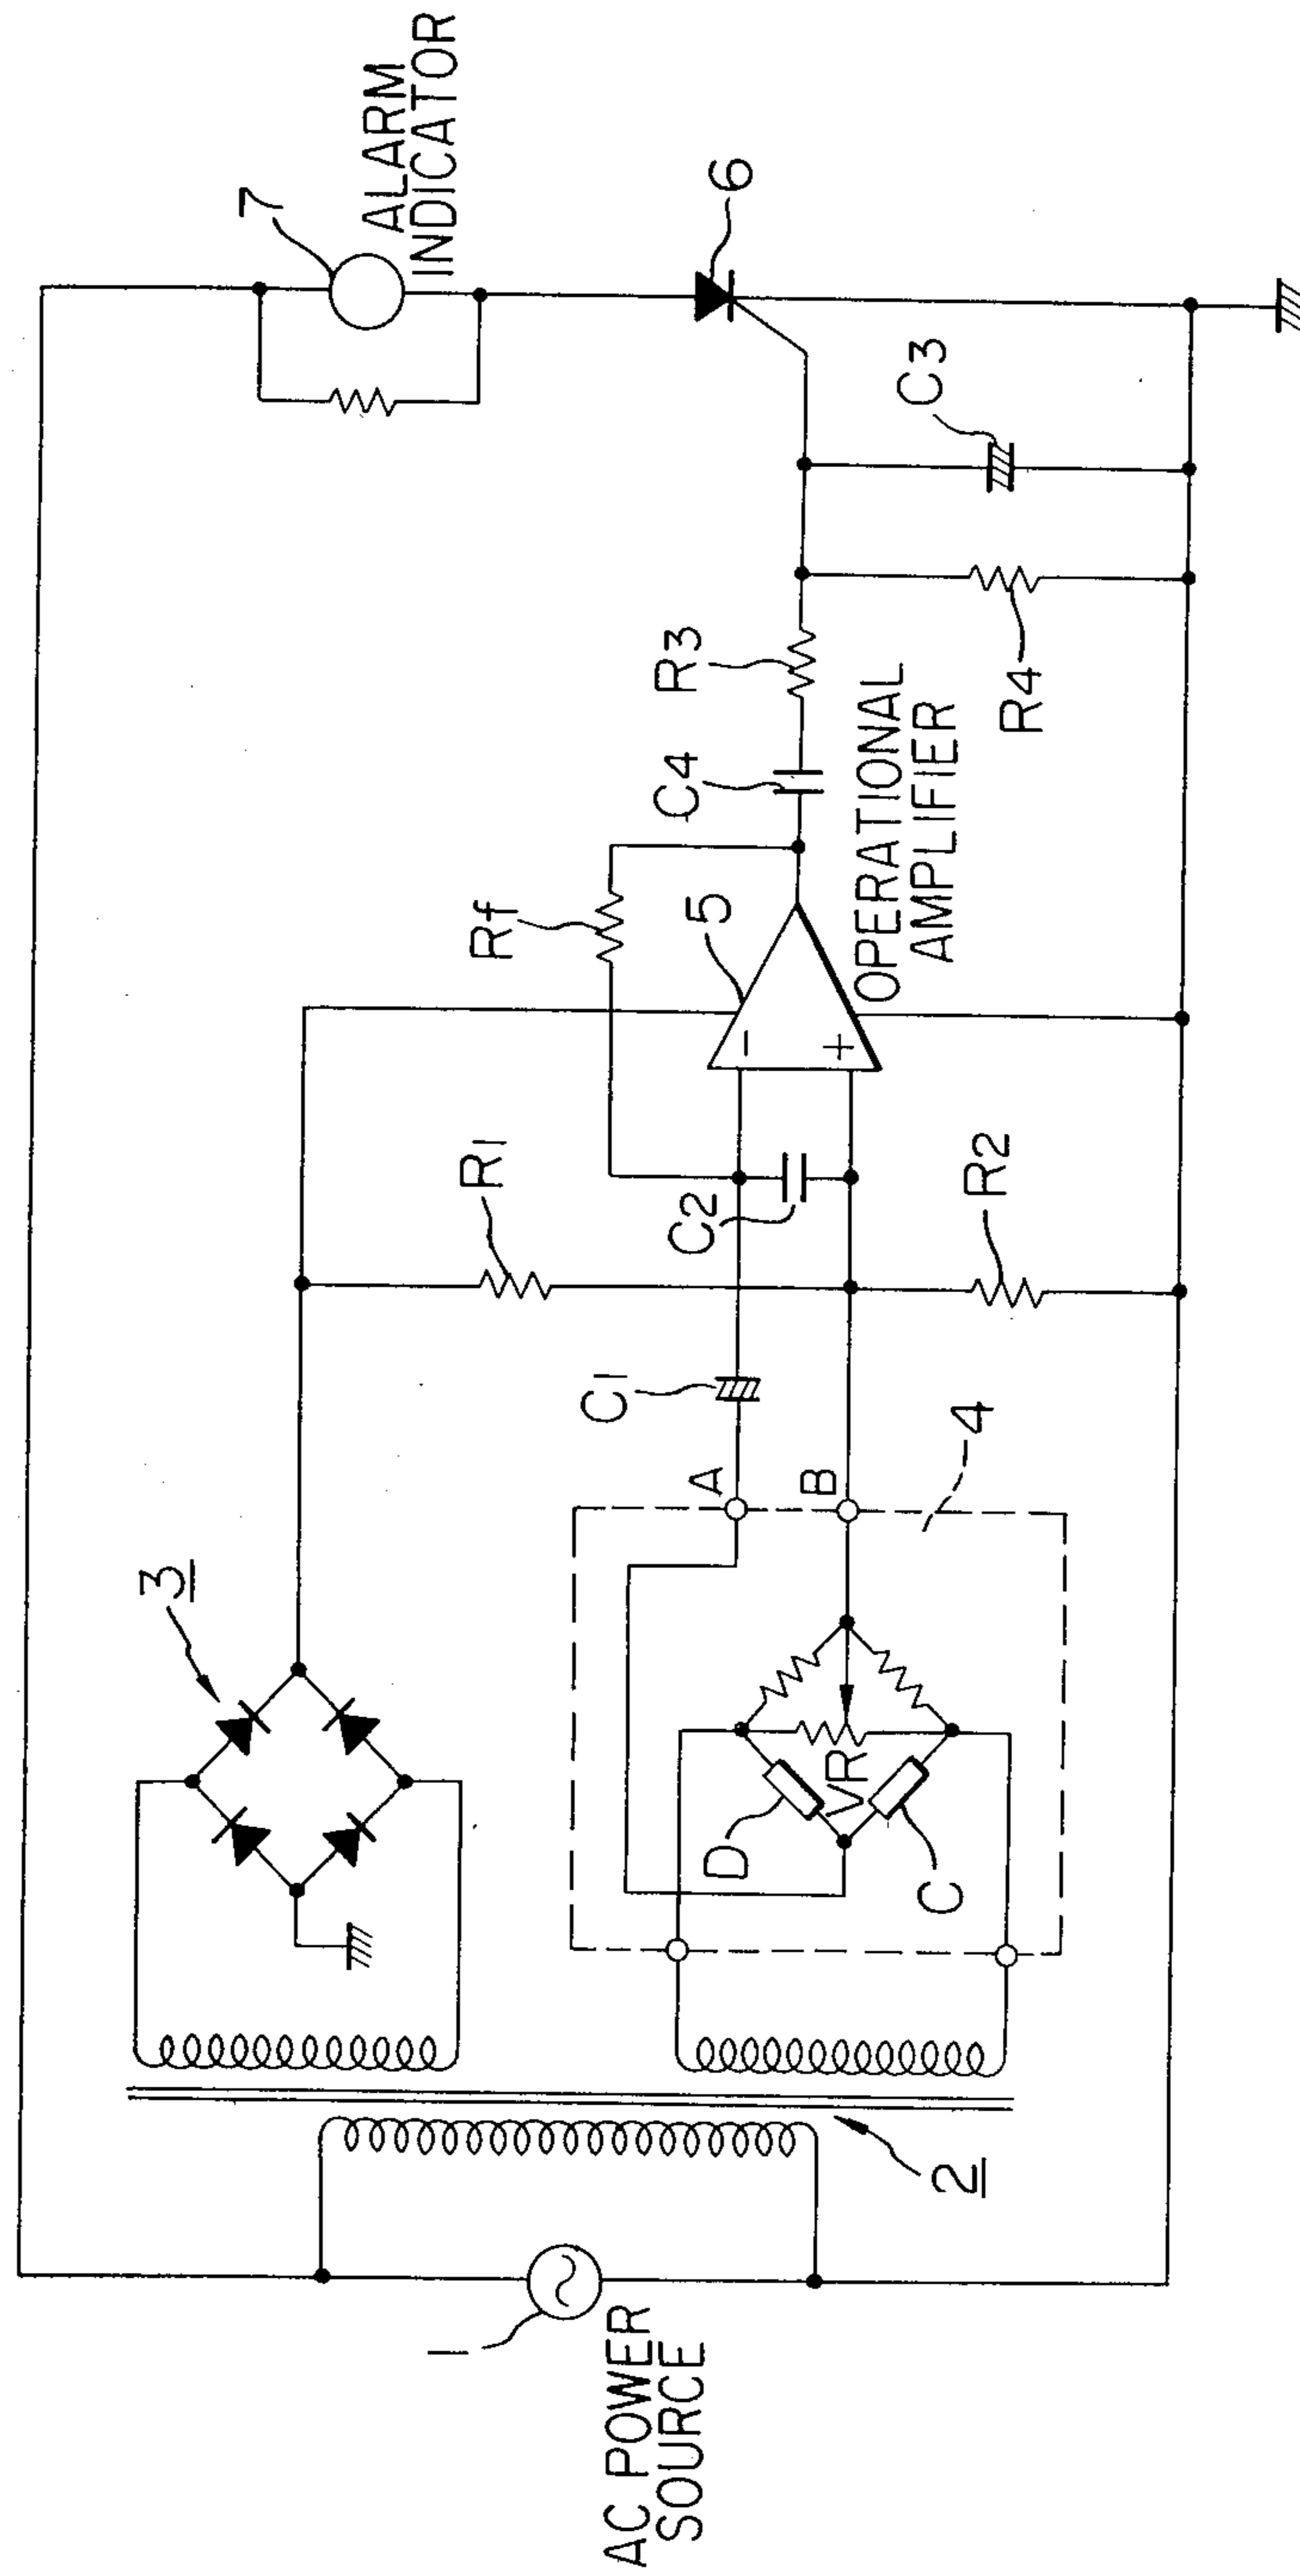 1
AC POWER
SOURCE
2
3
4
D
VR
C
A
B
C1
R1
C2
R2
Rf
5
-
+
OPERATIONAL
AMPLIFIER
C4
R3
R4
C3
6
7
ALARM
INDICATOR